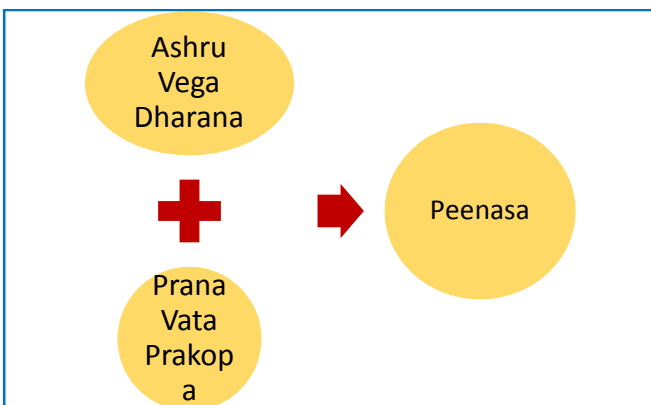 Ashru
Vega
Dharana
Prana
Vata
Prakop
a
Peenasa